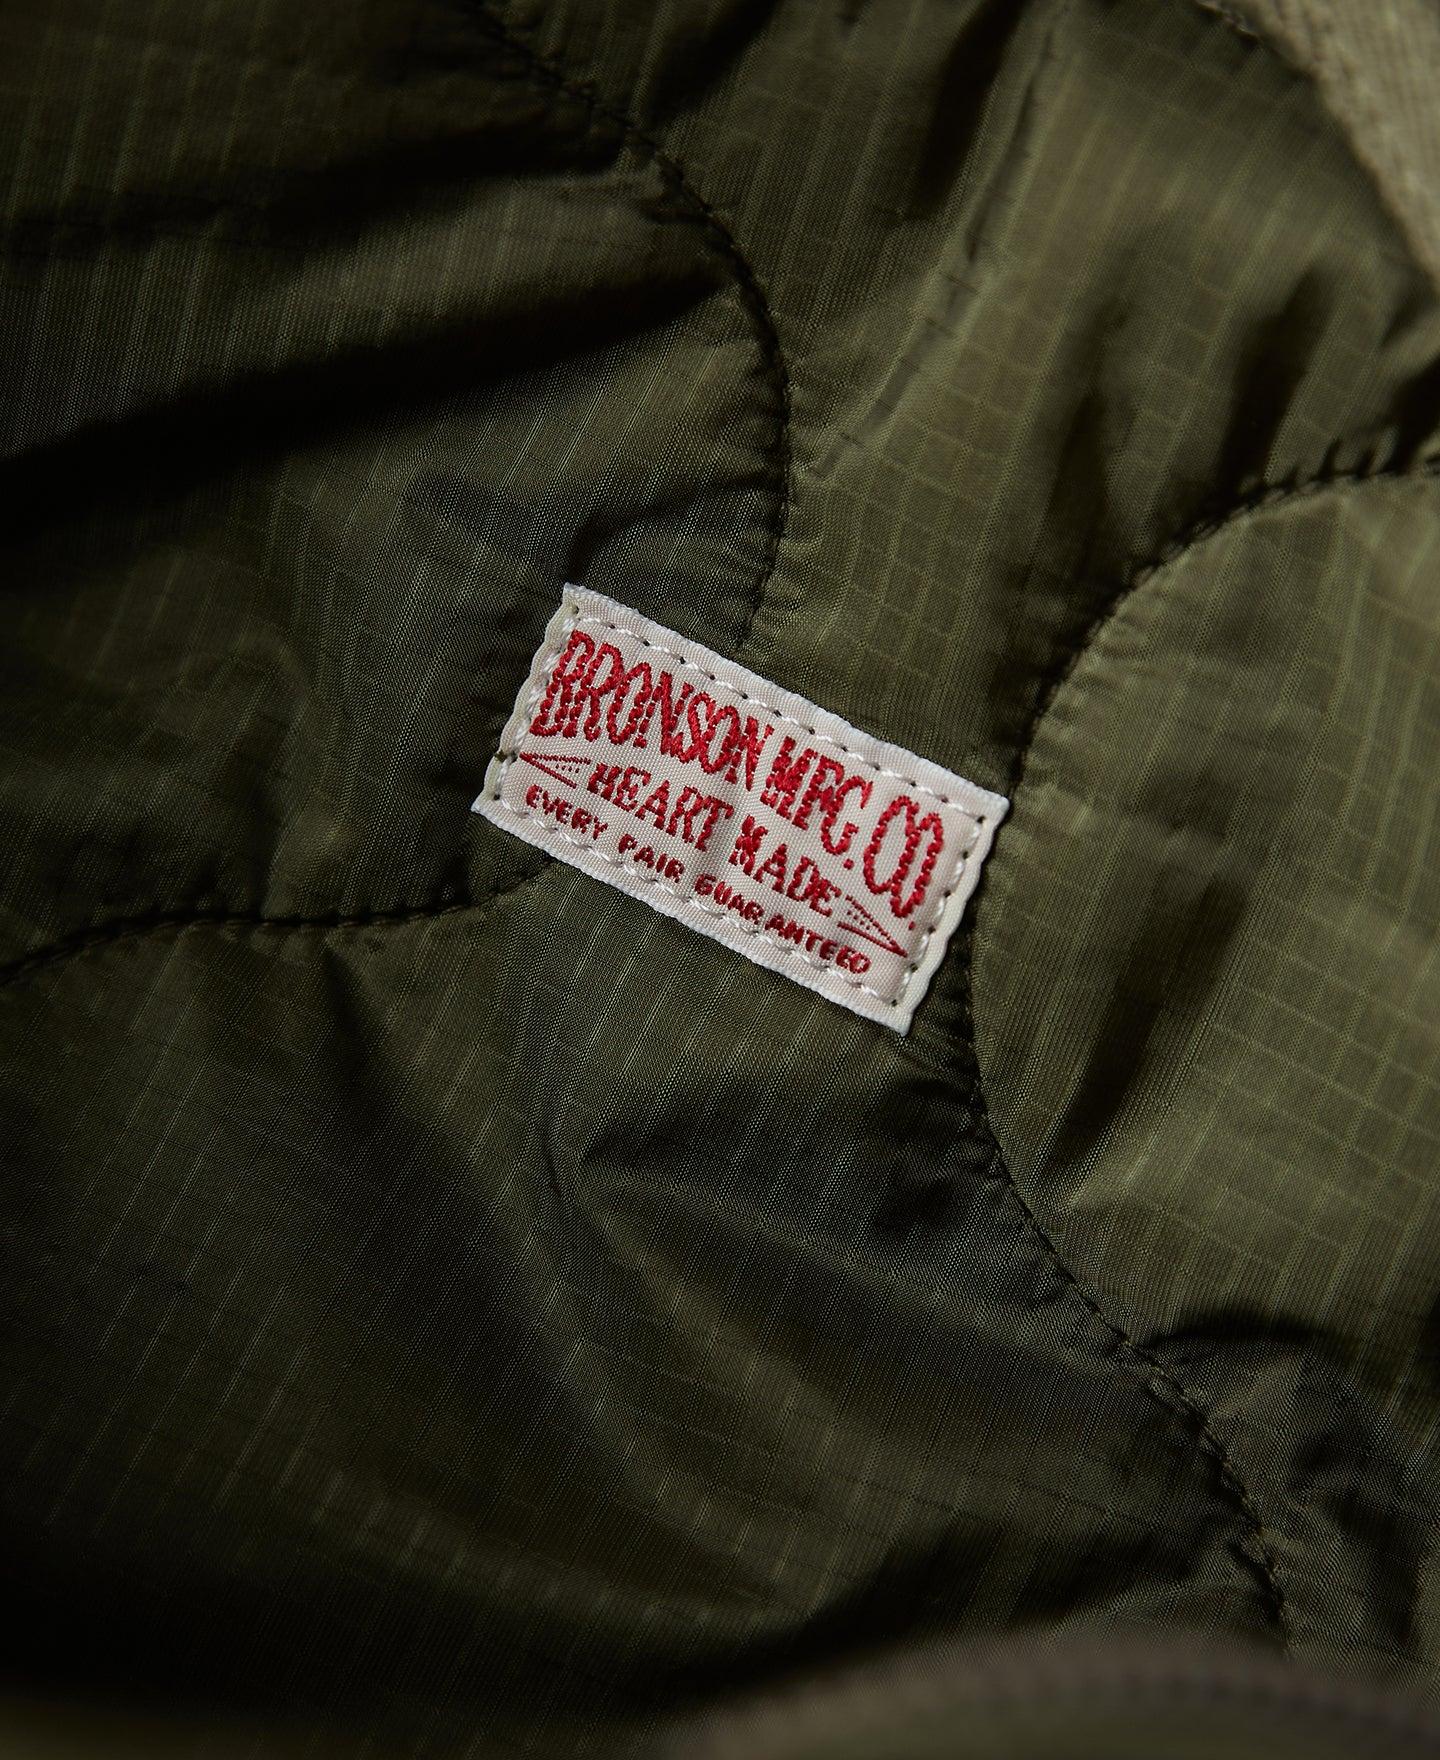 BRONSON MFG. CO.
HEART MADE
EVERY PAIR GUARANTEED